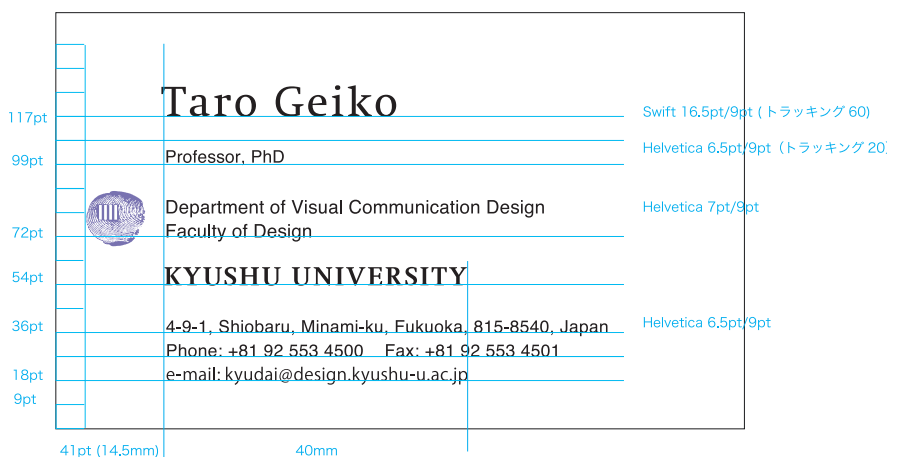 Taro Geiko
117pt
Swift 16.5pt/9pt (トラッキング 60)
Professor, PhD
99pt
Helvetica 6.5pt/9pt（トラッキング 20）
Department of Visual Communication Design
Helvetica 7pt/9pt
Faculty of Design
72pt
KYUSHU UNIVERSITY
54pt
4-9-1, Shiobaru, Minami-ku, Fukuoka, 815-8540, Japan
36pt
Helvetica 6.5pt/9pt
Phone: +81 92 553 4500 Fax: +81 92 553 4501
e-mail: kyudai@design.kyushu-u.ac.jp
18pt
9pt
41pt (14.5mm)
40mm